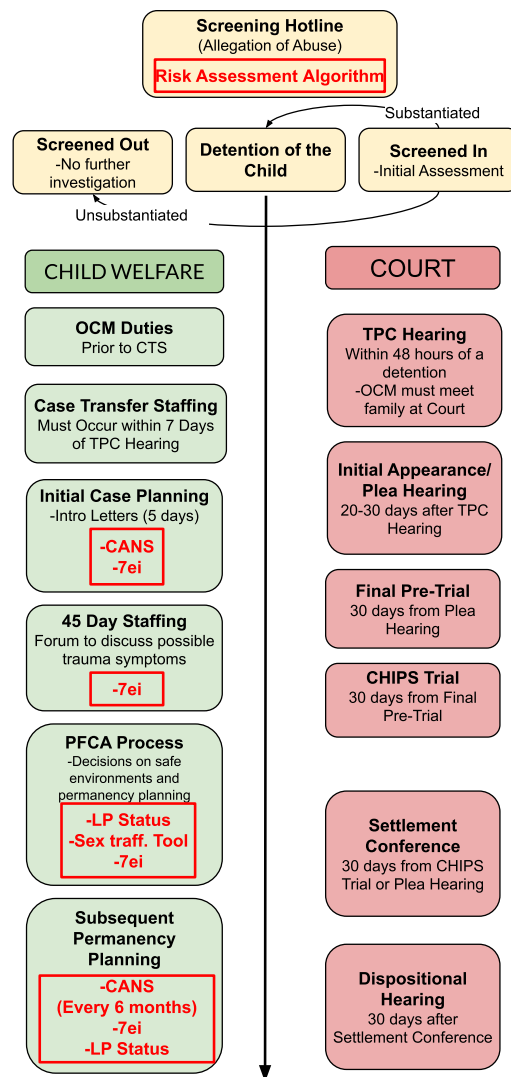 Screening Hotline
(Allegation of Abuse)
Risk Assessment Algorithm
Substantiated
Screened Out
-No further
investigation
Detention of the
Child
Screened In
-Initial Assessment
Unsubstantiated
CHILD WELFARE
OCM Duties
Prior to CTS
Case Transfer Staffing
Must Occur within 7 Days
of TPC Hearing
Initial Case Planning
-Intro Letters (5 days)
-CANS
-7ei
45 Day Staffing
Forum to discuss possible
trauma symptoms
-7ei
PFCA Process
-Decisions on safe
environments and
permanency planning
-LP Status
-Sex traff. Tool
-7ei
Subsequent
Permanency
Planning
-CANS
(Every 6 months)
-7ei
-LP Status
COURT
TPC Hearing
Within 48 hours of a
detention
-OCM must meet
family at Court
Initial Appearance/
Plea Hearing
20-30 days after TPC
Hearing
Final Pre-Trial
30 days from Plea
Hearing
CHIPS Trial
30 days from Final
Pre-Trial
Settlement
Conference
30 days from CHIPS
Trial or Plea Hearing
Dispositional
Hearing
30 days after
Settlement Conference